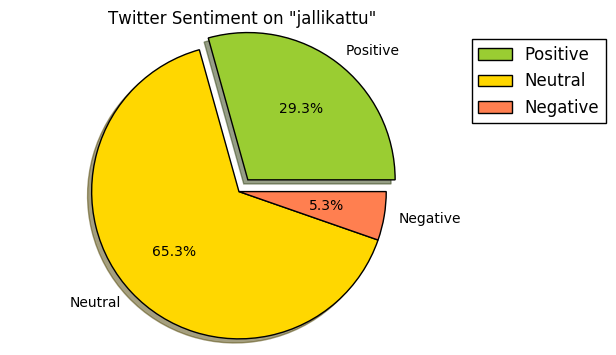 Twitter Sentiment on "jallikattu"
Positive
29.3%
65.3%
Neutral
5.3%
Negative
Positive
Neutral
Negative